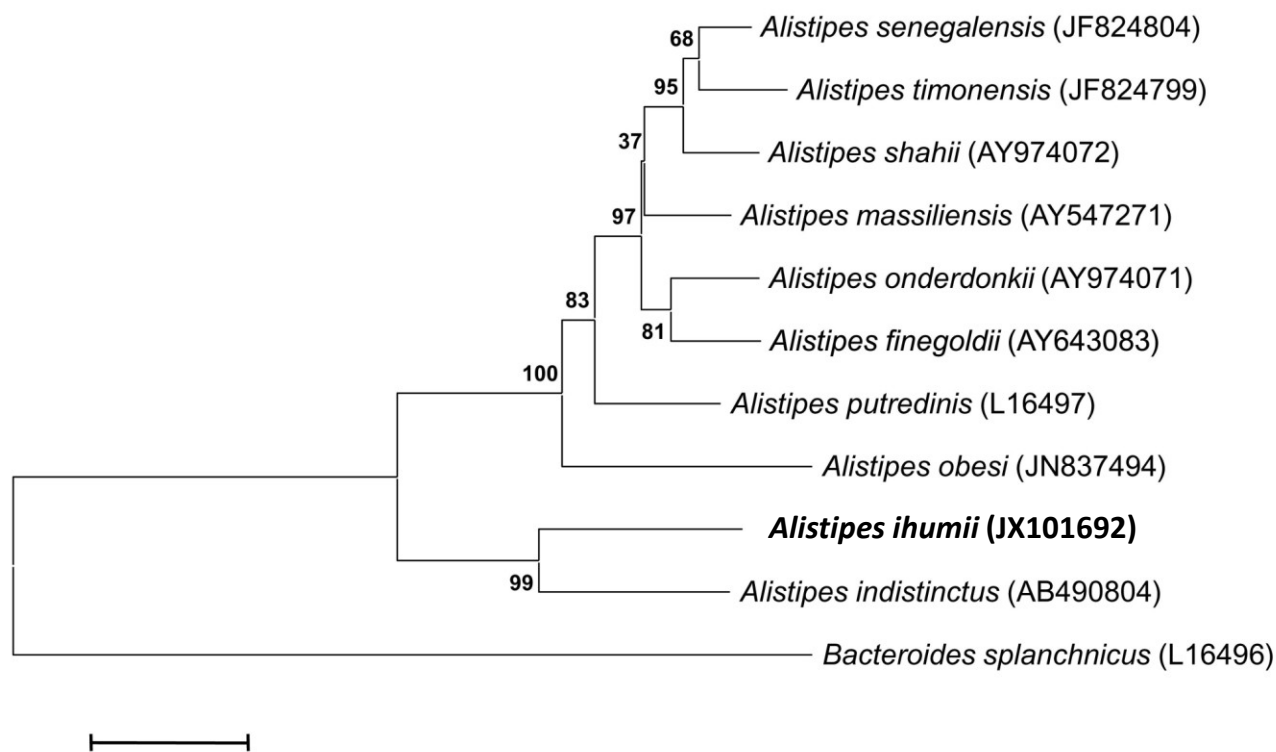 68
Alistipes senegalensis (JF824804)
95
Alistipes timonensis (JF824799)
37
Alistipes shahii (AY974072)
97
Alistipes massiliensis (AY547271)
83
Alistipes onderdonkii (AY974071)
81
Alistipes finegoldii (AY643083)
100
Alistipes putredinis (L16497)
Alistipes obesi (JN837494)
Alistipes ihumii (JX101692)
99
Alistipes indistinctus (AB490804)
Bacteroides splanchnicus (L16496)